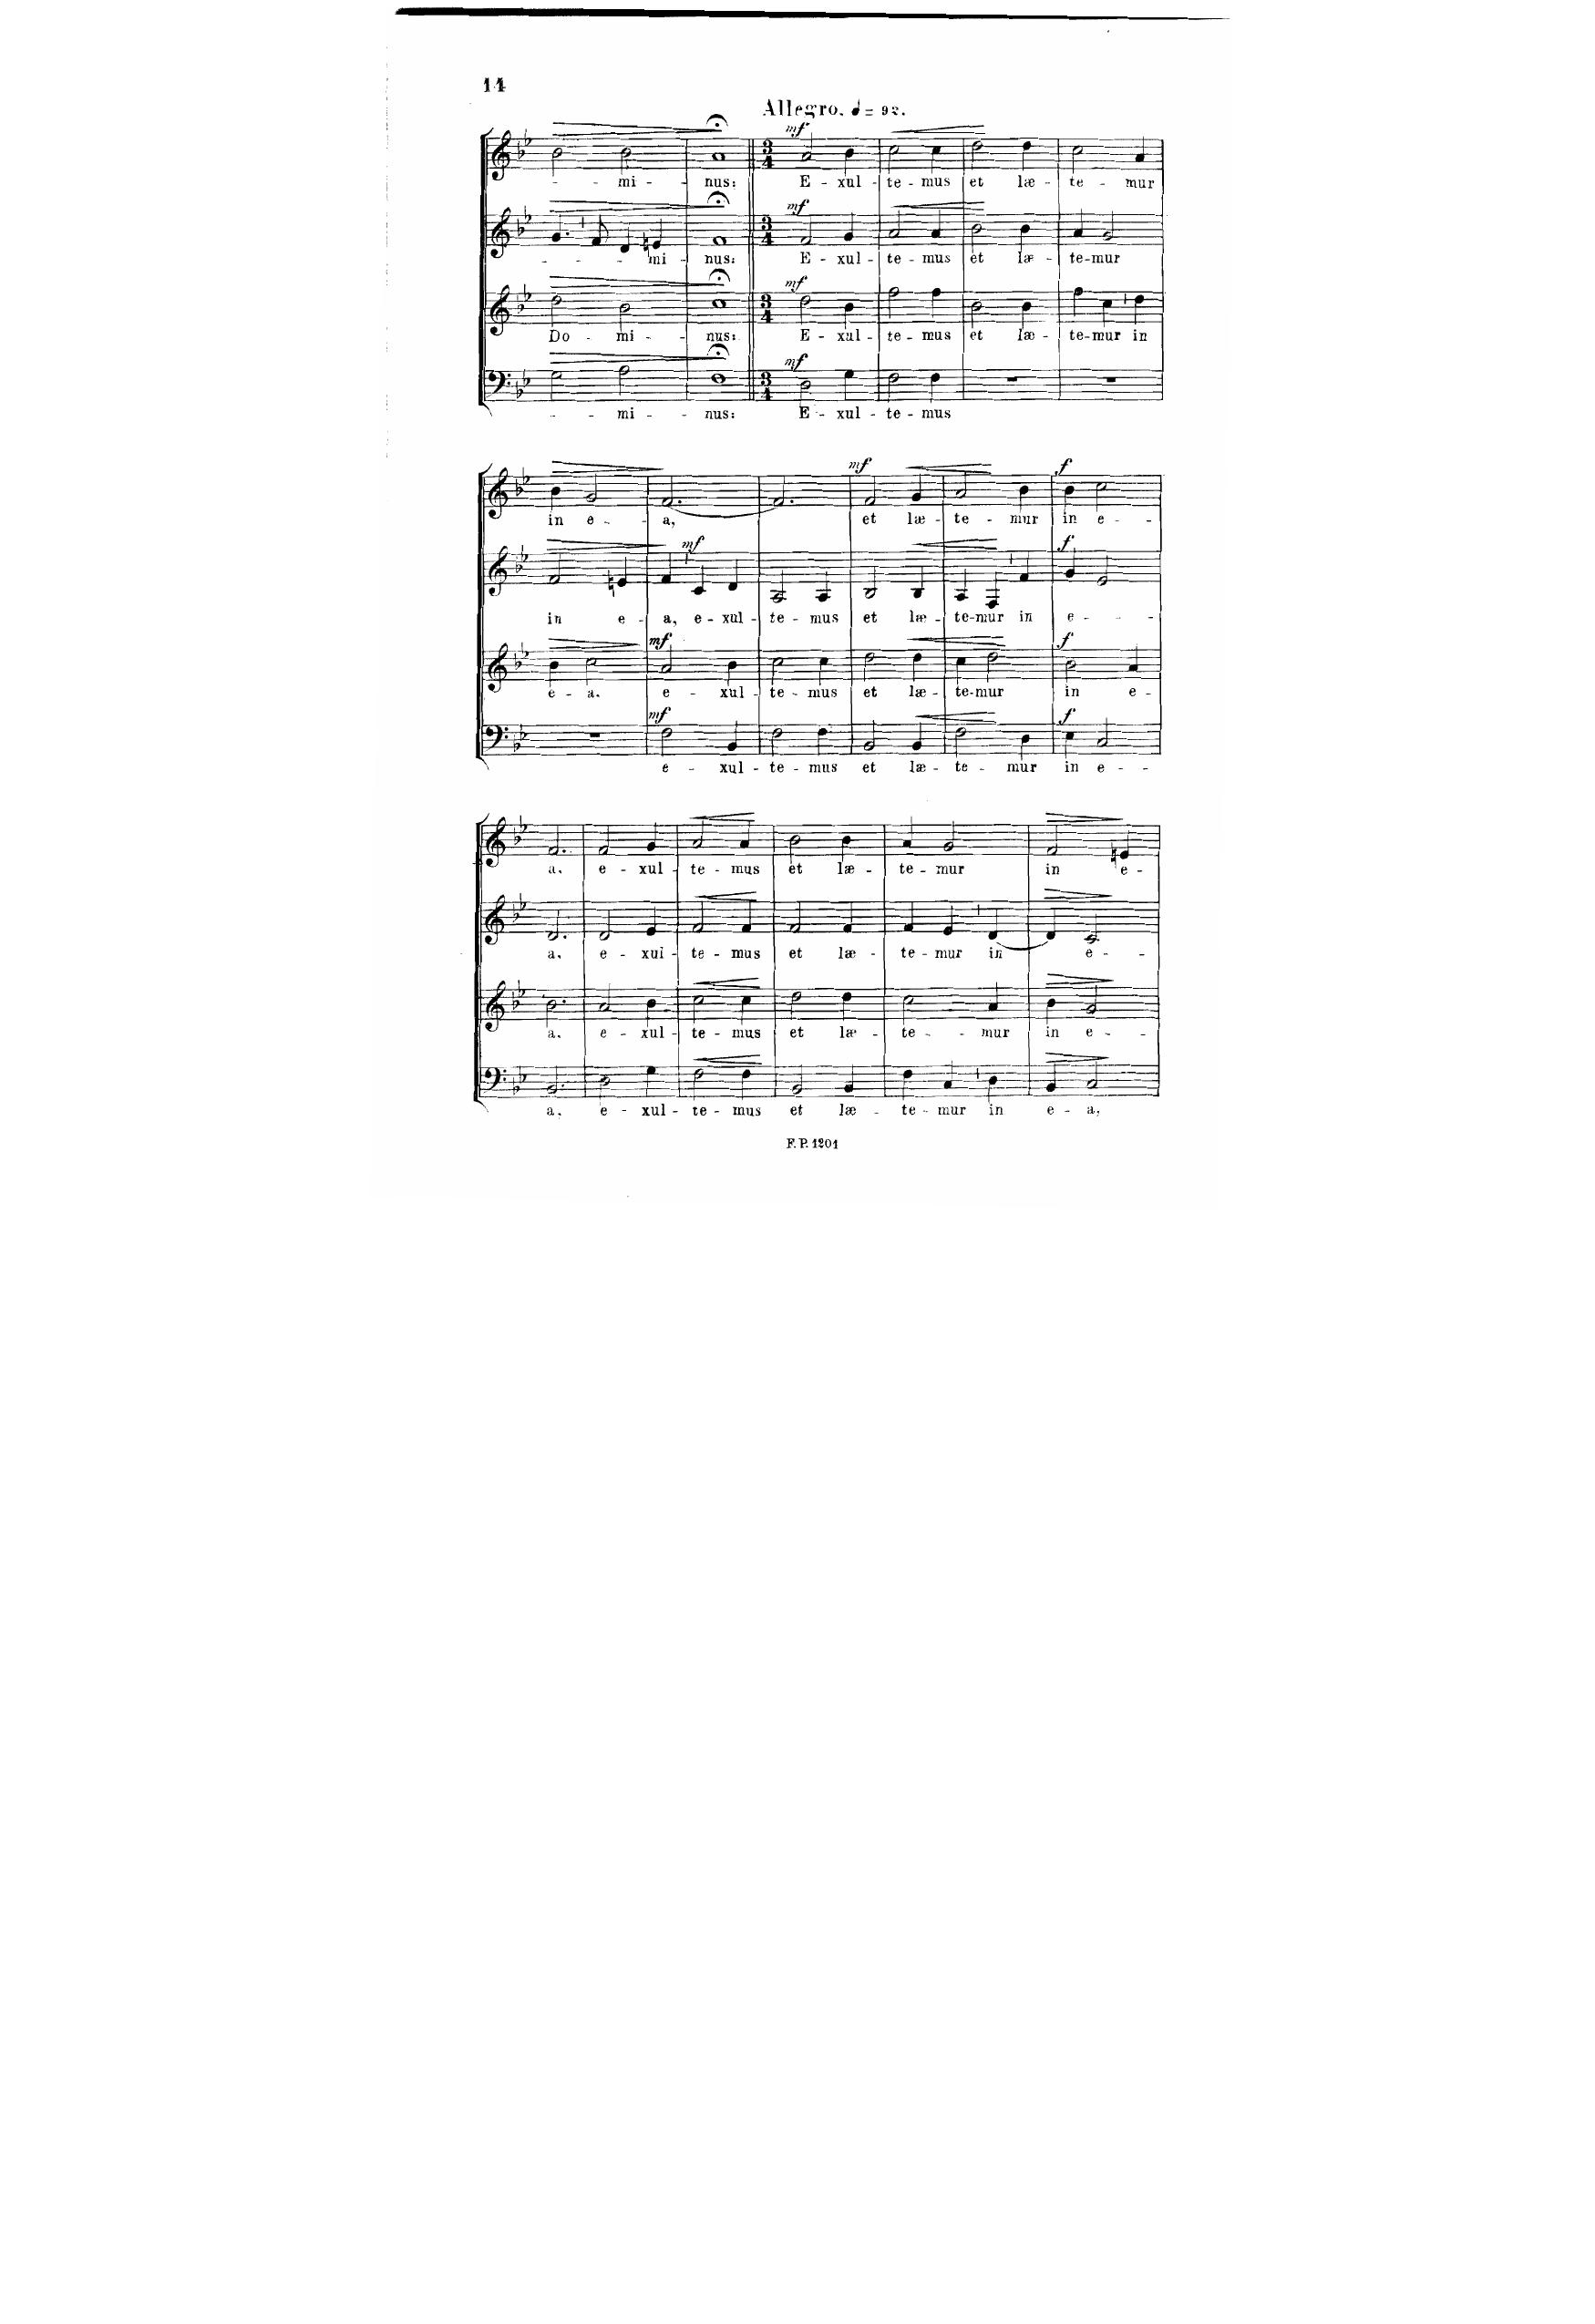 14
Allegro. = 92.
mf
- - mi - - nus: E - xul - te - mus et læ - te - mur
mf
- - - mi - nus: E - xul - te - mus et læ - te-mur
mf
Do - mi - - nus: E - xul - te - mus et læ - te-mur in
mf
- - mi - - nus: E - xul - te - mus
mf f
in e - - a, et læ - te - mur in e - -
mf f
in e - a, e - xul - te - mus et læ - te-mur in e - -
mf f
e - a. e - xul - te - mus et læ - te-mur in e -
mf f
e - xul - te - mus et læ - te - mur in e - -
a. e - xul - te - mus et læ - te - mur in e -
a. e - xul - te - mus et læ - te - mur in e - -
a. e - xul - te - mus et læ - te - - mur in e - -
a. e - xul - te - mus et læ - te - mur in e - a,
F. P. 1201